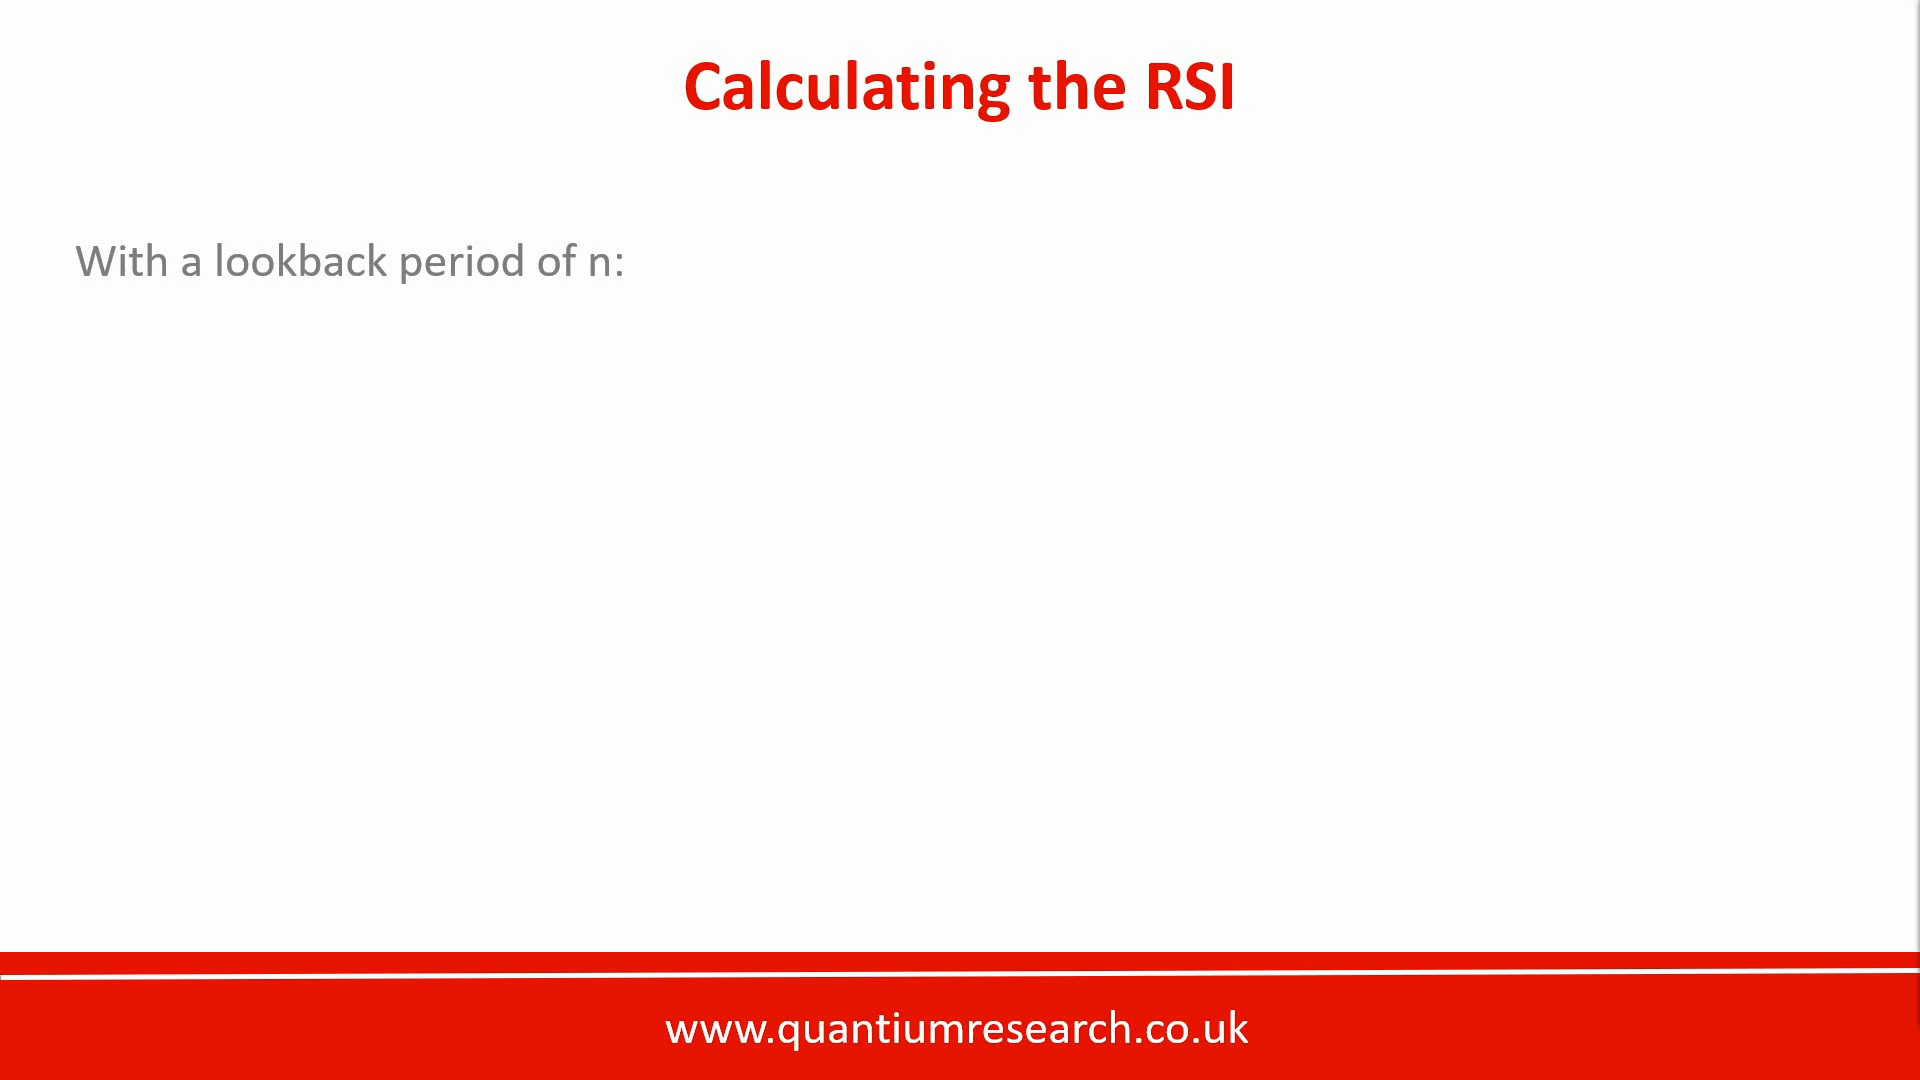 Calculating the RSI
With a lookback period of n:
www.quantiumresearch.co.uk